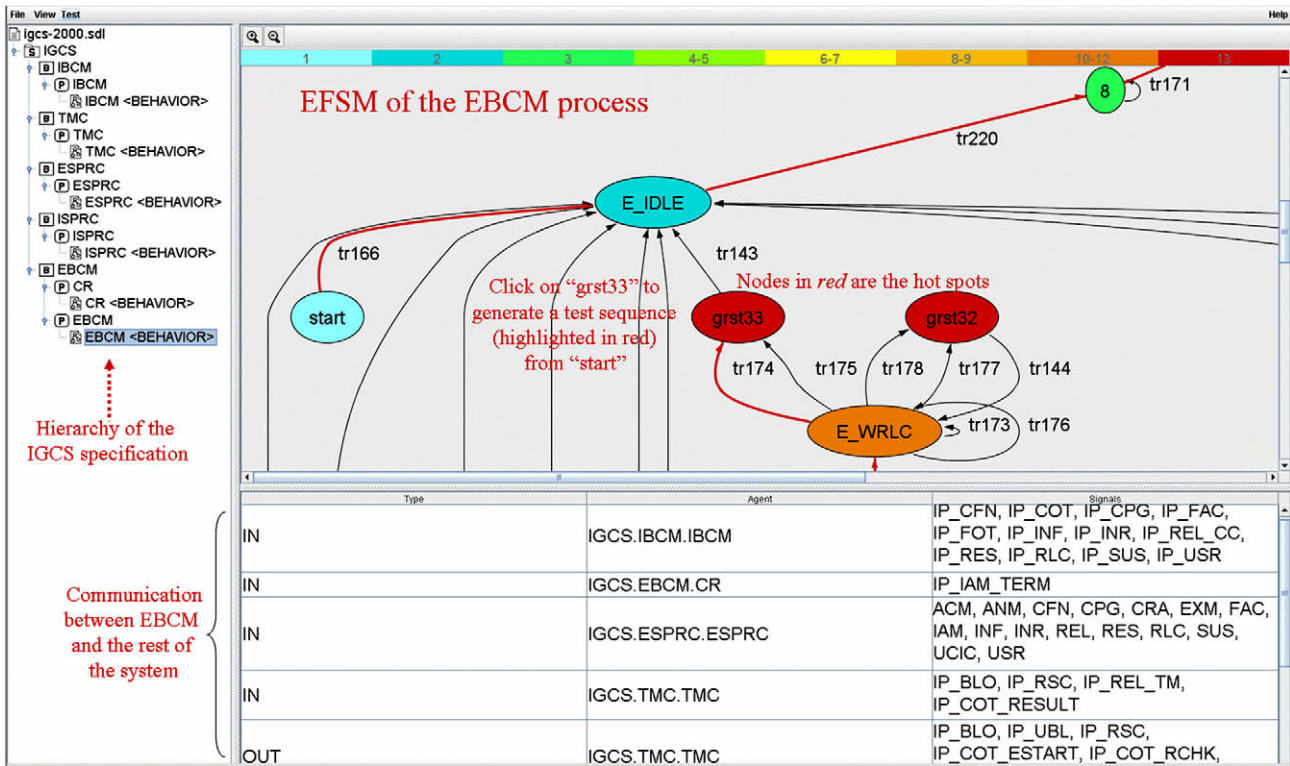 File View Test Help
igcs-2000.sdl
S IGCS
B IBCM
P IBCM
IBCM <BEHAVIOR>
B TMC
P TMC
TMC <BEHAVIOR>
B ESPRC
P ESPRC
ESPRC <BEHAVIOR>
B ISPRC
P ISPRC
ISPRC <BEHAVIOR>
B EBCM
P CR
CR <BEHAVIOR>
P EBCM
EBCM <BEHAVIOR>
Hierarchy of the
IGCS specification
Communication
between EBCM
and the rest of
the system
1 2 3 4-5 6-7 8-9 10-12 13
EFSM of the EBCM process
8
tr171
tr220
E_IDLE
tr166
tr143
start
Click on “grst33” to
generate a test sequence
(highlighted in red)
from “start”
Nodes in red are the hot spots
grst33
grst32
tr174
tr175
tr178
tr177
tr144
E_WRLC
tr173
tr176
Type Agent Signals
IN IGCS.IBCM.IBCM
IP_CFN, IP_COT, IP_CPG, IP_FAC,
IP_FOT, IP_INF, IP_INR, IP_REL_CC,
IP_RES, IP_RLC, IP_SUS, IP_USR
IN IGCS.EBCM.CR IP_IAM_TERM
IN IGCS.ESPRC.ESPRC
ACM, ANM, CFN, CPG, CRA, EXM, FAC,
IAM, INF, INR, REL, RES, RLC, SUS,
UCIC, USR
IN IGCS.TMC.TMC
IP_BLO, IP_RSC, IP_REL_TM,
IP_COT_RESULT
OUT IGCS.TMC.TMC
IP_BLO, IP_UBL, IP_RSC,
IP_COT_ESTART, IP_COT_RCHK,